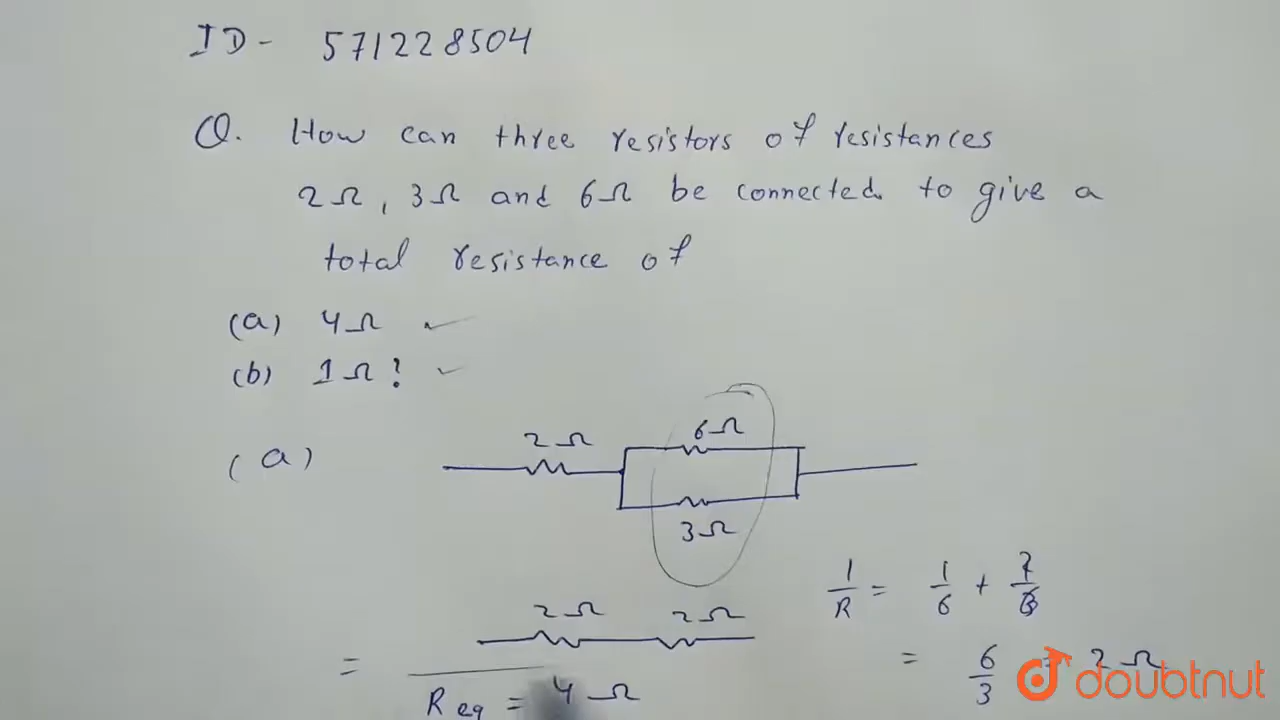 ID - 571228504
Q. How can three resistors of resistances
2Ω, 3Ω and 6Ω be connected to give a
total resistance of
(a) 4Ω
(b) 1Ω?
(a)
2Ω 6Ω
3Ω
1/R = 1/6 +
2Ω 2Ω
= 6/3 = 2Ω
=
Req = 4Ω
doubtnut